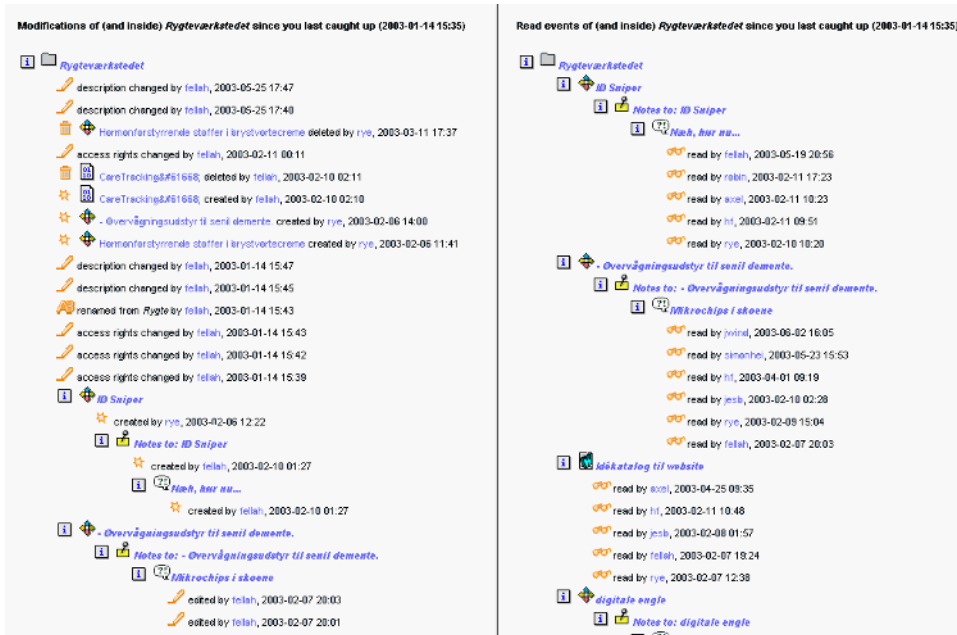 Modifications of (and inside) Rygteværkstedet since you last caught up (2003-01-14 15:35)
Rygteværkstedet
description changed by fellah, 2003-05-25 17:47
description changed by fellah, 2003-05-25 17:40
Hormonforstyrrende stoffer i brystvortecreme deleted by rye, 2003-03-11 17:37
access rights changed by fellah, 2003-02-11 00:11
CareTracking&#61668; deleted by fellah, 2003-02-10 02:11
CareTracking&#61668; created by fellah, 2003-02-10 02:10
- Overvågningsudstyr til senil demente. created by rye, 2003-02-06 14:00
Hormonforstyrrende stoffer i brystvortecreme created by rye, 2003-02-06 11:41
description changed by fellah, 2003-01-14 15:47
description changed by fellah, 2003-01-14 15:45
renamed from Rygte by fellah, 2003-01-14 15:43
access rights changed by fellah, 2003-01-14 15:43
access rights changed by fellah, 2003-01-14 15:42
access rights changed by fellah, 2003-01-14 15:39
ID Sniper
created by rye, 2003-02-06 12:22
Notes to: ID Sniper
created by fellah, 2003-02-10 01:27
Næh, hør nu...
created by fellah, 2003-02-10 01:27
- Overvågningsudstyr til senil demente.
Notes to: - Overvågningsudstyr til senil demente.
Mikrochips i skoene
edited by fellah, 2003-02-07 20:03
edited by fellah, 2003-02-07 20:01
Read events of (and inside) Rygteværkstedet since you last caught up (2003-01-14 15:35)
Rygteværkstedet
ID Sniper
Notes to: ID Sniper
Næh, hør nu...
read by fellah, 2003-05-19 20:56
read by robin, 2003-02-11 17:23
read by axel, 2003-02-11 10:23
read by hf, 2003-02-11 09:51
read by rye, 2003-02-10 10:20
- Overvågningsudstyr til senil demente.
Notes to: - Overvågningsudstyr til senil demente.
Mikrochips i skoene
read by jwind, 2003-06-02 16:05
read by simonhei, 2003-05-23 15:53
read by hf, 2003-04-01 09:19
read by jesb, 2003-02-10 02:28
read by rye, 2003-02-09 15:04
read by fellah, 2003-02-07 20:03
Idékatalog til website
read by axel, 2003-04-25 09:35
read by hf, 2003-02-11 10:48
read by jesb, 2003-02-08 01:57
read by fellah, 2003-02-07 19:24
read by rye, 2003-02-07 12:38
digitale engle
Notes to: digitale engle